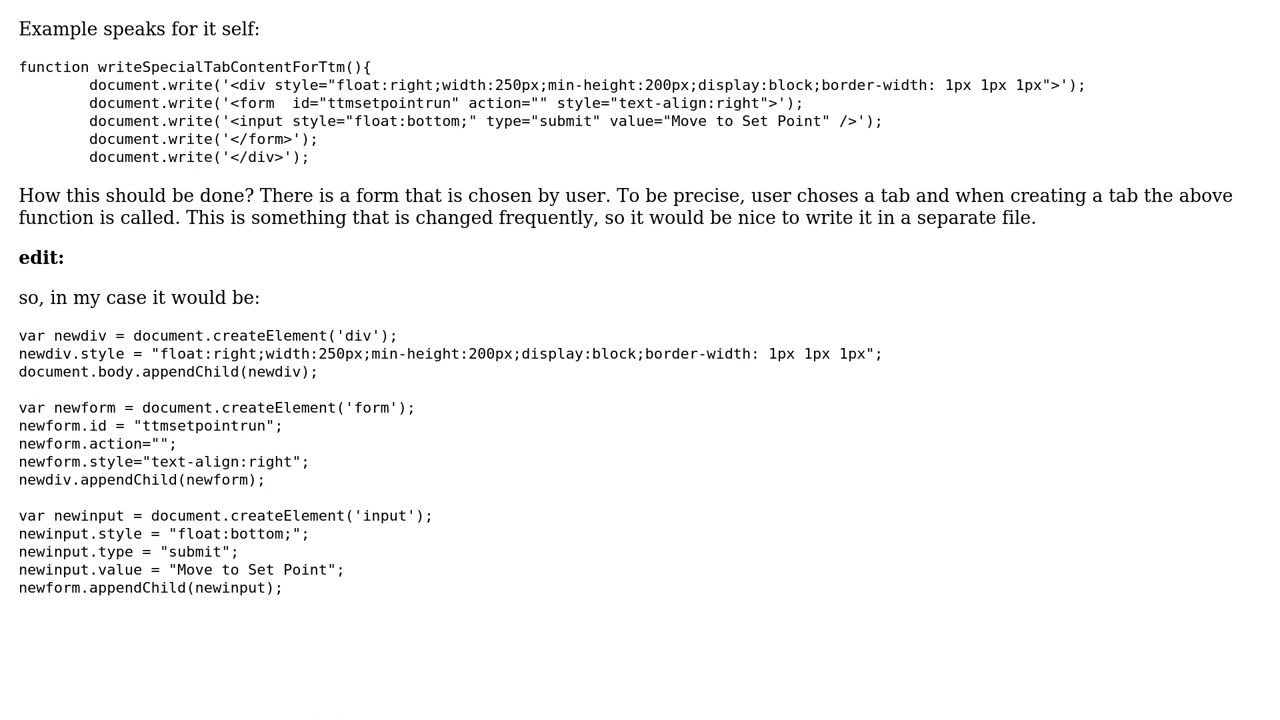 Example speaks for it self:
function writeSpecialTabContentForTtm(){
        document.write('<div style="float:right;width:250px;min-height:200px;display:block;border-width: 1px 1px 1px">');
        document.write('<form  id="ttmsetpointrun" action="" style="text-align:right">');
        document.write('<input style="float:bottom;" type="submit" value="Move to Set Point" />');
        document.write('</form>');
        document.write('</div>');
How this should be done? There is a form that is chosen by user. To be precise, user choses a tab and when creating a tab the above
function is called. This is something that is changed frequently, so it would be nice to write it in a separate file.
edit:
so, in my case it would be:
var newdiv = document.createElement('div');
newdiv.style = "float:right;width:250px;min-height:200px;display:block;border-width: 1px 1px 1px";
document.body.appendChild(newdiv);
var newform = document.createElement('form');
newform.id = "ttmsetpointrun";
newform.action="";
newform.style="text-align:right";
newdiv.appendChild(newform);
var newinput = document.createElement('input');
newinput.style = "float:bottom;";
newinput.type = "submit";
newinput.value = "Move to Set Point";
newform.appendChild(newinput);